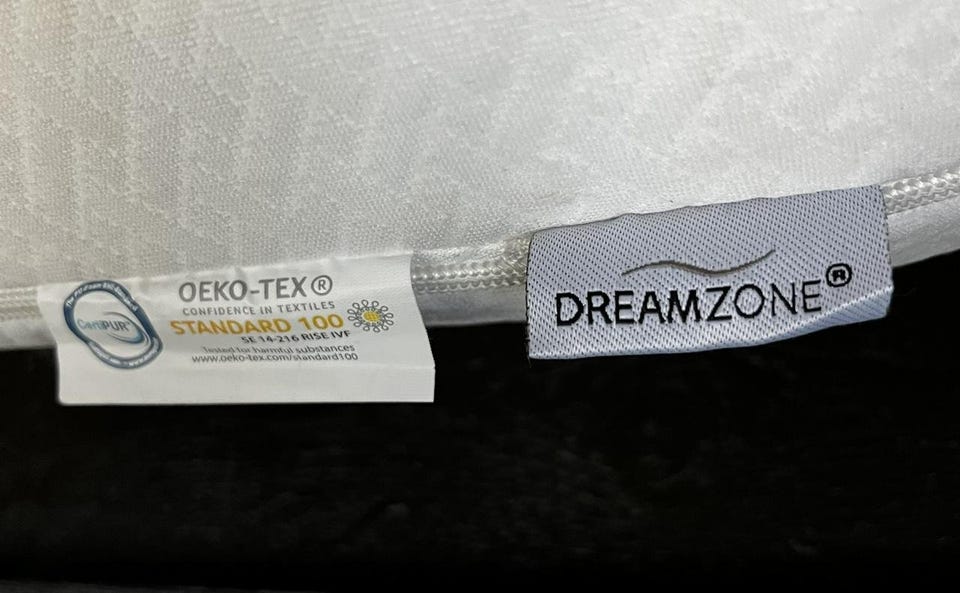 CertiPUR
OEKO-TEX®
CONFIDENCE IN TEXTILES
STANDARD 100
SE 14-216 RISE IVF
Tested for harmful substances
www.oeko-tex.com/standard100
DREAMZONE®